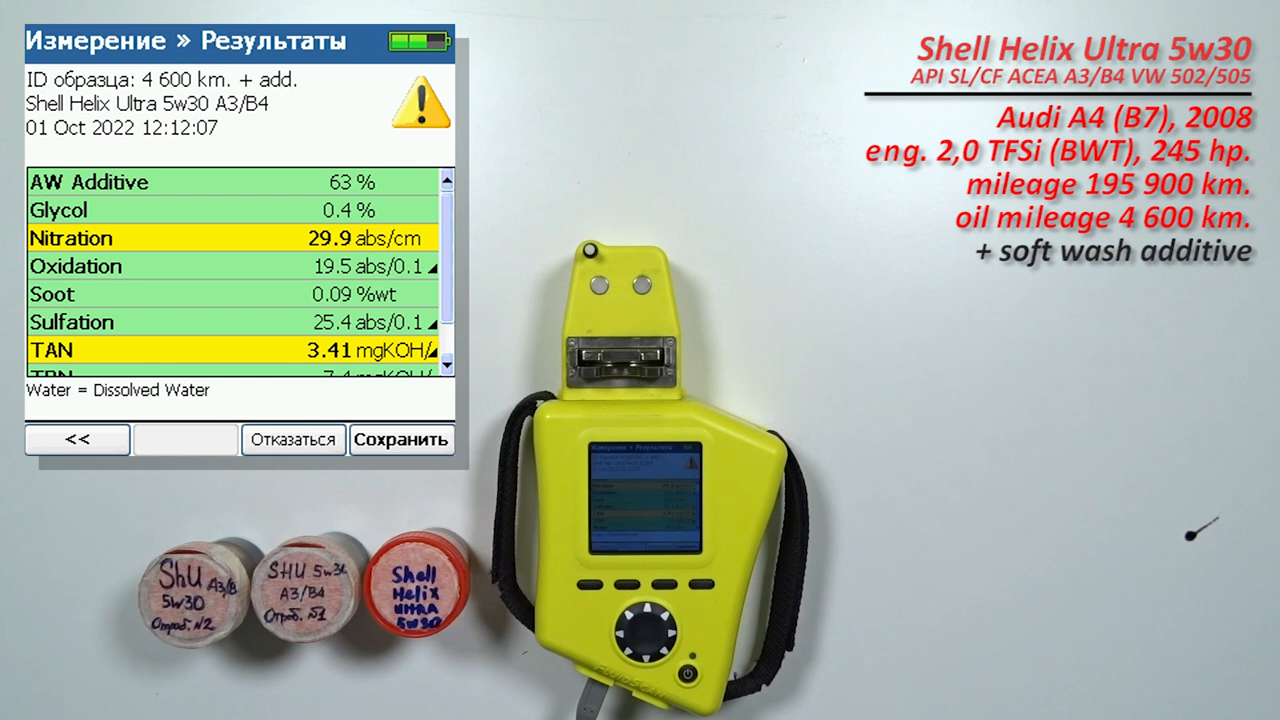 Измерение » Результаты
ID образца: 4 600 km. + add.
Shell Helix Ultra 5w30 A3/B4
01 Oct 2022 12:12:07
AW Additive 63 %
Glycol 0.4 %
Nitration 29.9 abs/cm
Oxidation 19.5 abs/0.1
Soot 0.09 %wt
Sulfation 25.4 abs/0.1
TAN 3.41 mgKOH/
Water = Dissolved Water
<<
Отказаться
Сохранить
Shell Helix Ultra 5w30
API SL/CF ACEA A3/B4 VW 502/505
Audi A4 (B7), 2008
eng. 2,0 TFSi (BWT), 245 hp.
mileage 195 900 km.
oil mileage 4 600 km.
+ soft wash additive
ShU A3/B
5w30
Отраб. №2
SHU 5w30
A3/B4
Отраб. №1
Shell
Helix
ULTRA
5w30
Измерение » Результаты
FluidScan